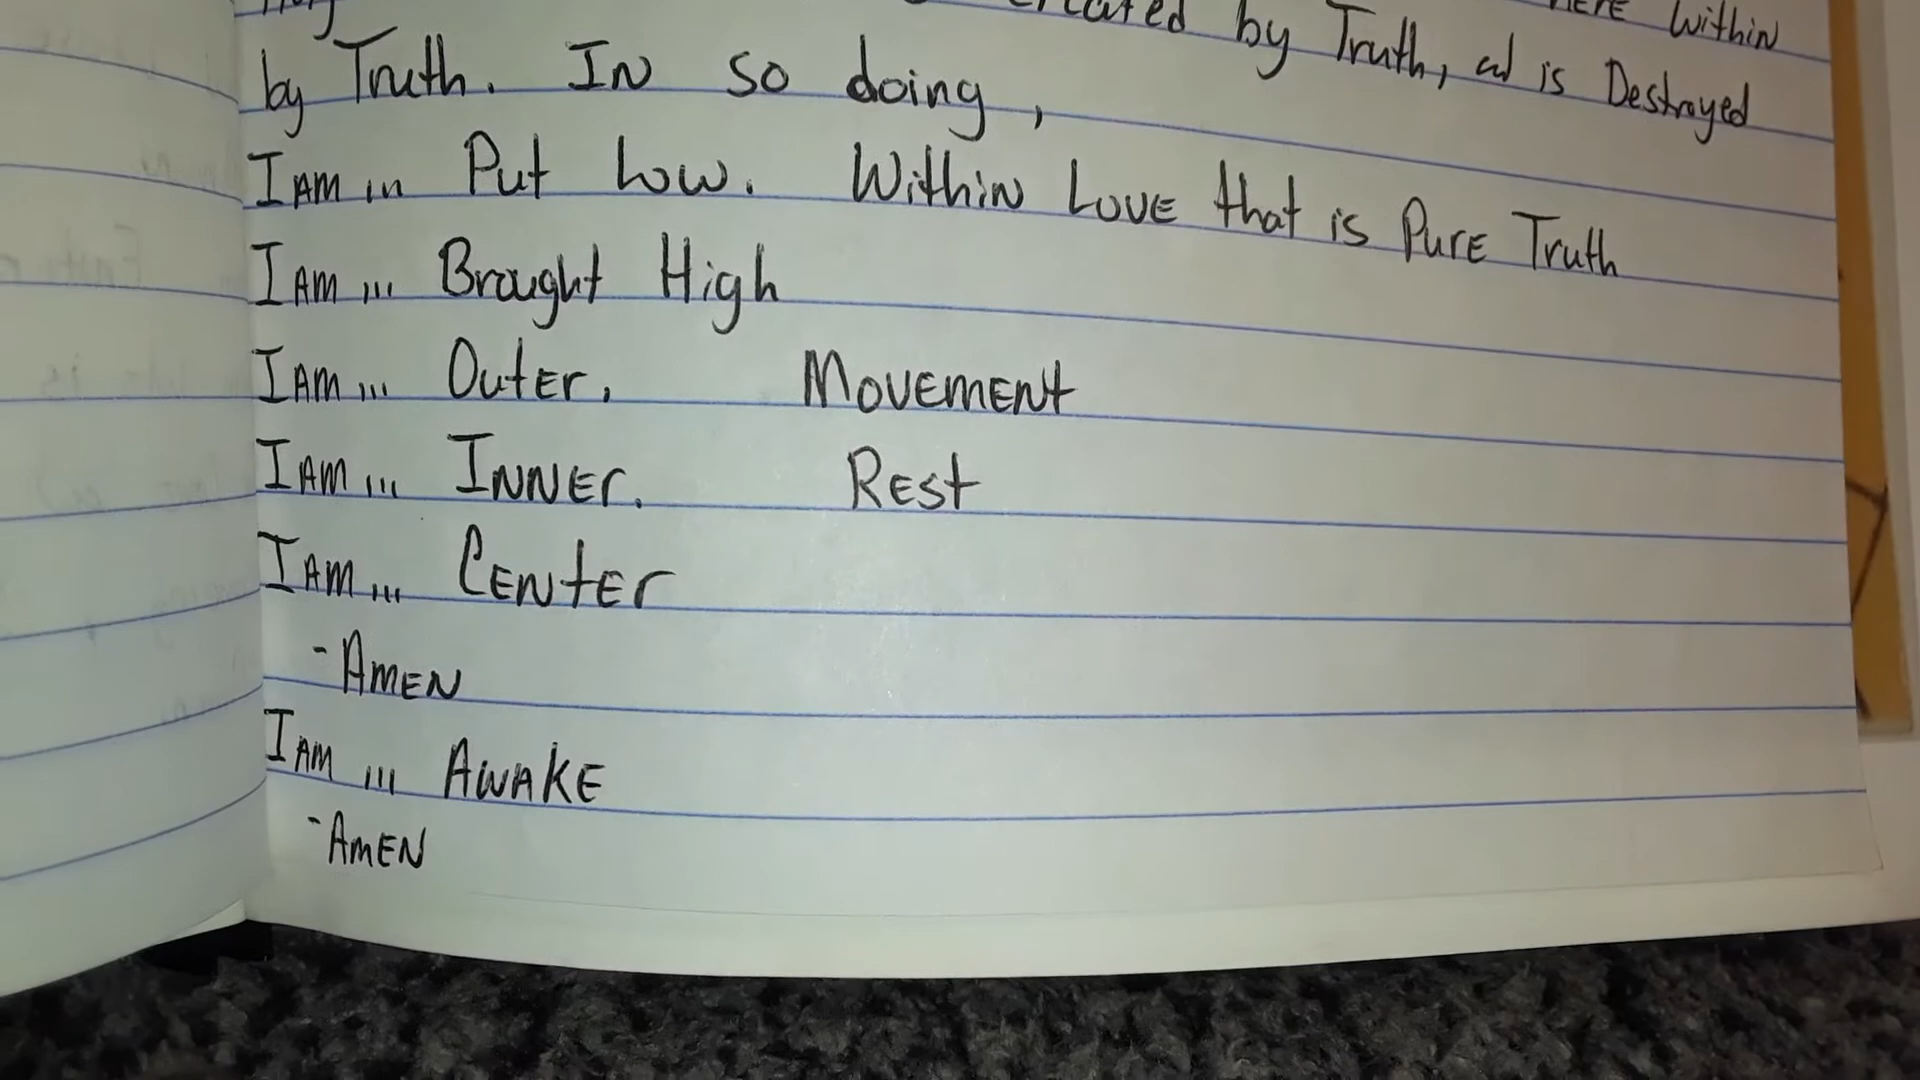 Created by Truth, and is Destroyed
by Truth. IN so doing,
I AM in Put Low. Within LOVE that is PurE Truth
I AM ... Brought High
I AM ... OutEr. MOVEMENt
I AM ... INNEr. REst
I AM ... CENtEr
- AMEN
I AM ... AWAKE
- AMEN